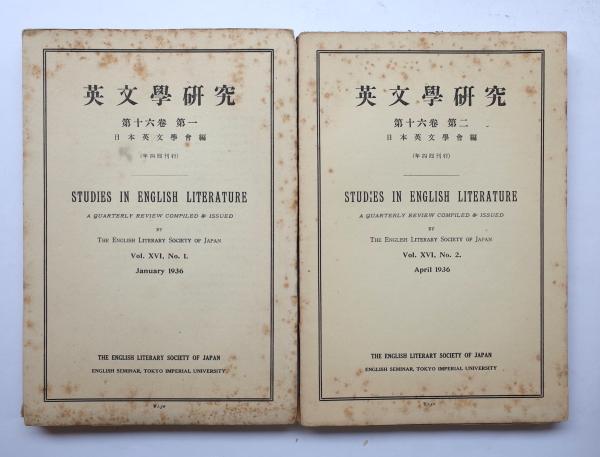 英文學研究
第十六卷 第一
日本英文學會編
(年四回刊行)
STUDIES IN ENGLISH LITERATURE
A QUARTERLY REVIEW COMPILED & ISSUED
BY
THE ENGLISH LITERARY SOCIETY OF JAPAN
Vol. XVI, No. 1.
January 1936
THE ENGLISH LITERARY SOCIETY OF JAPAN
ENGLISH SEMINAR, TOKYO IMPERIAL UNIVERSITY.
英文學研究
第十六卷 第二
日本英文學會編
(年四回刊行)
STUDIES IN ENGLISH LITERATURE
A QUARTERLY REVIEW COMPILED & ISSUED
BY
THE ENGLISH LITERARY SOCIETY OF JAPAN
Vol. XVI, No. 2.
April 1936
THE ENGLISH LITERARY SOCIETY OF JAPAN
ENGLISH SEMINAR, TOKYO IMPERIAL UNIVERSITY